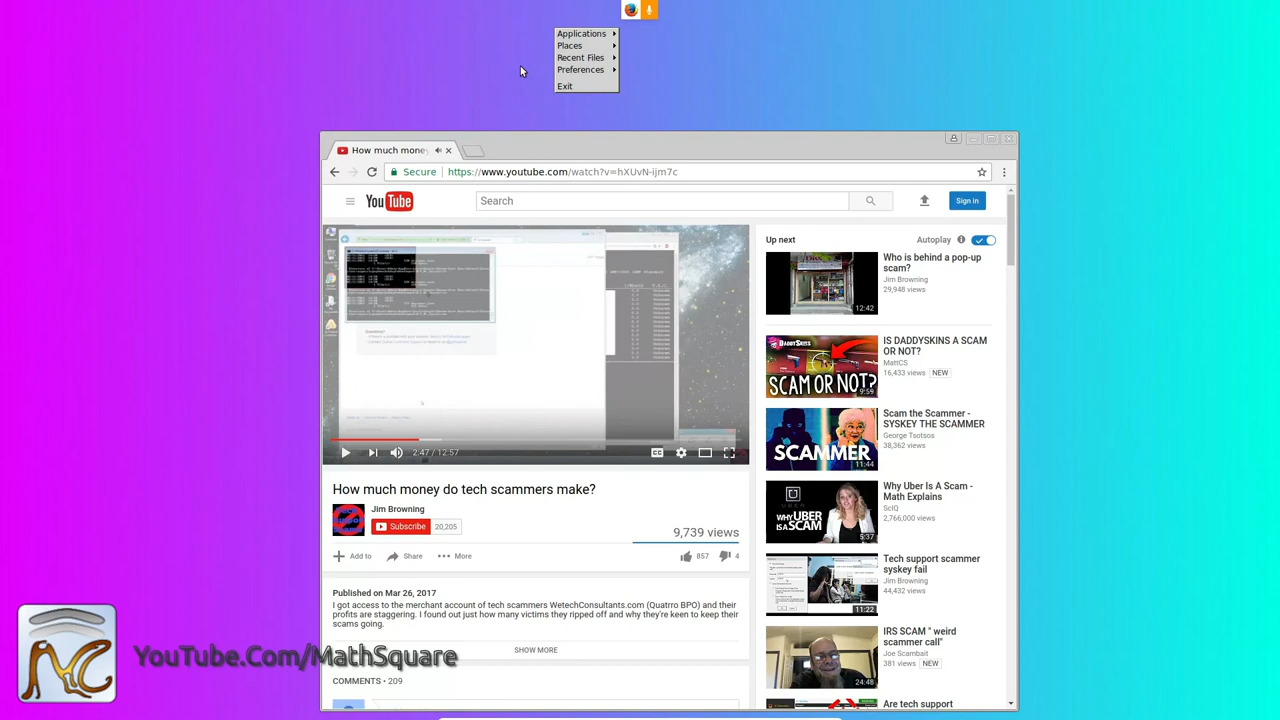 Applications
Places
Recent Files
Preferences
Exit
How much money
Secure https://www.youtube.com/watch?v=hXUvN-ijm7c
YouTube
Search
Sign in
2:47 / 12:57
CC
How much money do tech scammers make?
Jim Browning
Subscribe 20,205
9,739 views
Add to Share More
857 4
Published on Mar 26, 2017
I got access to the merchant account of tech scammers WetechConsultants.com (Quatrro BPO) and their
profits are staggering. I found out just how many victims they ripped off and why they're keen to keep their
scams going.
SHOW MORE
COMMENTS • 209
Up next
Autoplay
Who is behind a pop-up
scam?
Jim Browning
29,948 views
12:42
IS DADDYSKINS A SCAM
OR NOT?
MattCS
16,433 views NEW
SCAM OR NOT?
9:59
Scam the Scammer -
SYSKEY THE SCAMMER
George Tsotsos
38,362 views
SCAMMER
11:44
Why Uber Is A Scam -
Math Explains
SciQ
2,766,000 views
UBER
WHY UBER
IS A SCAM
5:37
Tech support scammer
syskey fail
Jim Browning
44,432 views
11:22
IRS SCAM " weird
scammer call"
Joe Scambait
381 views NEW
24:48
Are tech support
YouTube.Com/MathSquare